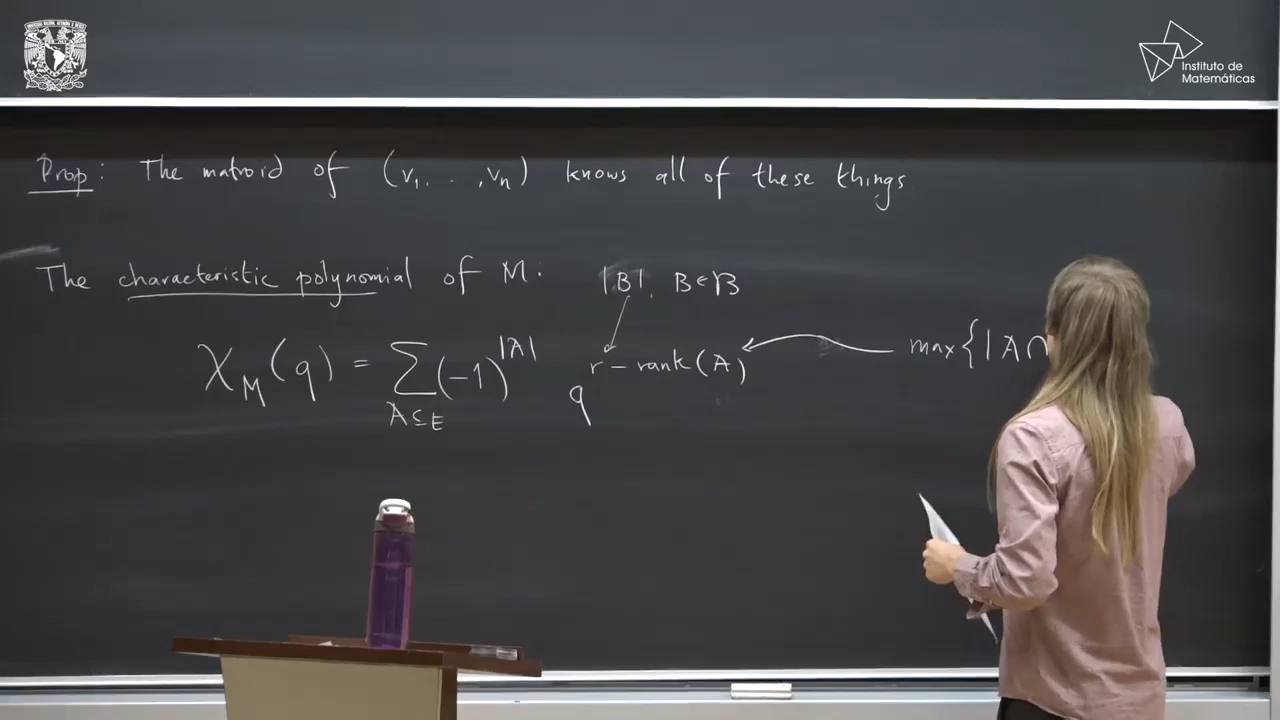 Instituto de
Matemáticas
Prop: The matroid of (v₁, . . . , vₙ) knows all of these things
The characteristic polynomial of M: |B|, B ∈ ℬ
χ_M(q) = ∑_{A⊆E} (-1)^{|A|} q^{r - rank(A)} max{|A∩